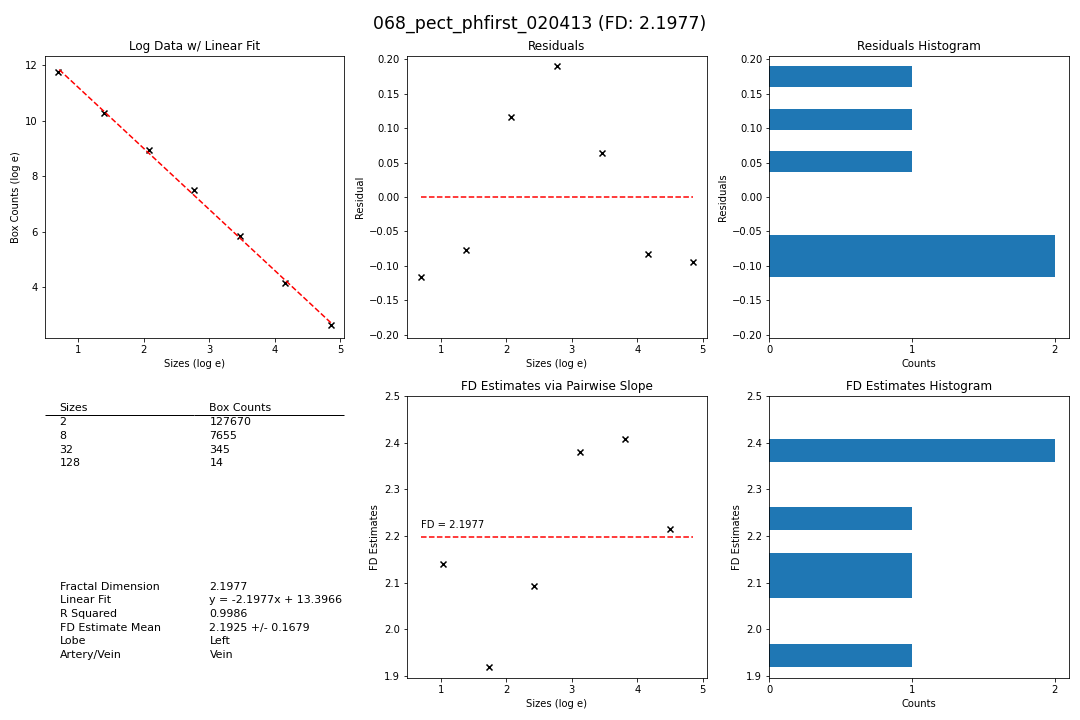 068_pect_phfirst_020413 (FD: 2.1977)
Log Data w/ Linear Fit
12
10
8
6
4
1 2 3 4 5
Box Counts (log e)
Sizes (log e)
Residuals
0.20
0.15
0.10
0.05
0.00
−0.05
−0.10
−0.15
−0.20
1 2 3 4 5
Residual
Sizes (log e)
Residuals Histogram
0.20
0.15
0.10
0.05
0.00
−0.05
−0.10
−0.15
−0.20
0 1 2
Residuals
Counts
Sizes Box Counts
2 127670
8 7655
32 345
128 14
Fractal Dimension 2.1977
Linear Fit y = -2.1977x + 13.3966
R Squared 0.9986
FD Estimate Mean 2.1925 +/- 0.1679
Lobe Left
Artery/Vein Vein
FD Estimates via Pairwise Slope
2.5
2.4
2.3
2.2
2.1
2.0
1.9
FD = 2.1977
1 2 3 4 5
FD Estimates
Sizes (log e)
FD Estimates Histogram
2.5
2.4
2.3
2.2
2.1
2.0
1.9
0 1 2
FD Estimates
Counts